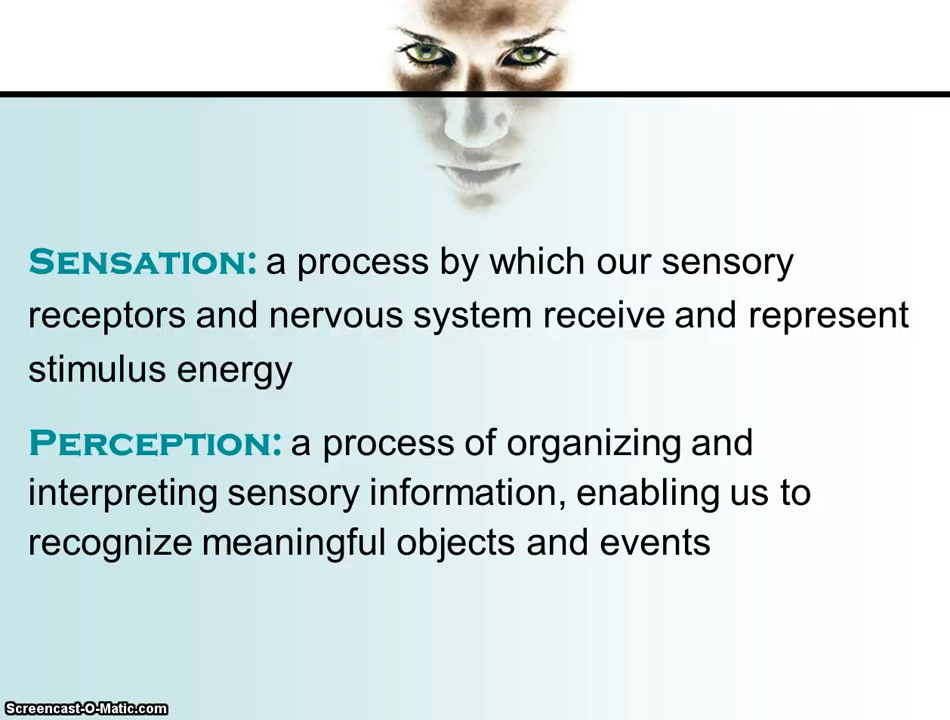 SENSATION: a process by which our sensory
receptors and nervous system receive and represent
stimulus energy
PERCEPTION: a process of organizing and
interpreting sensory information, enabling us to
recognize meaningful objects and events
Screencast-O-Matic.com